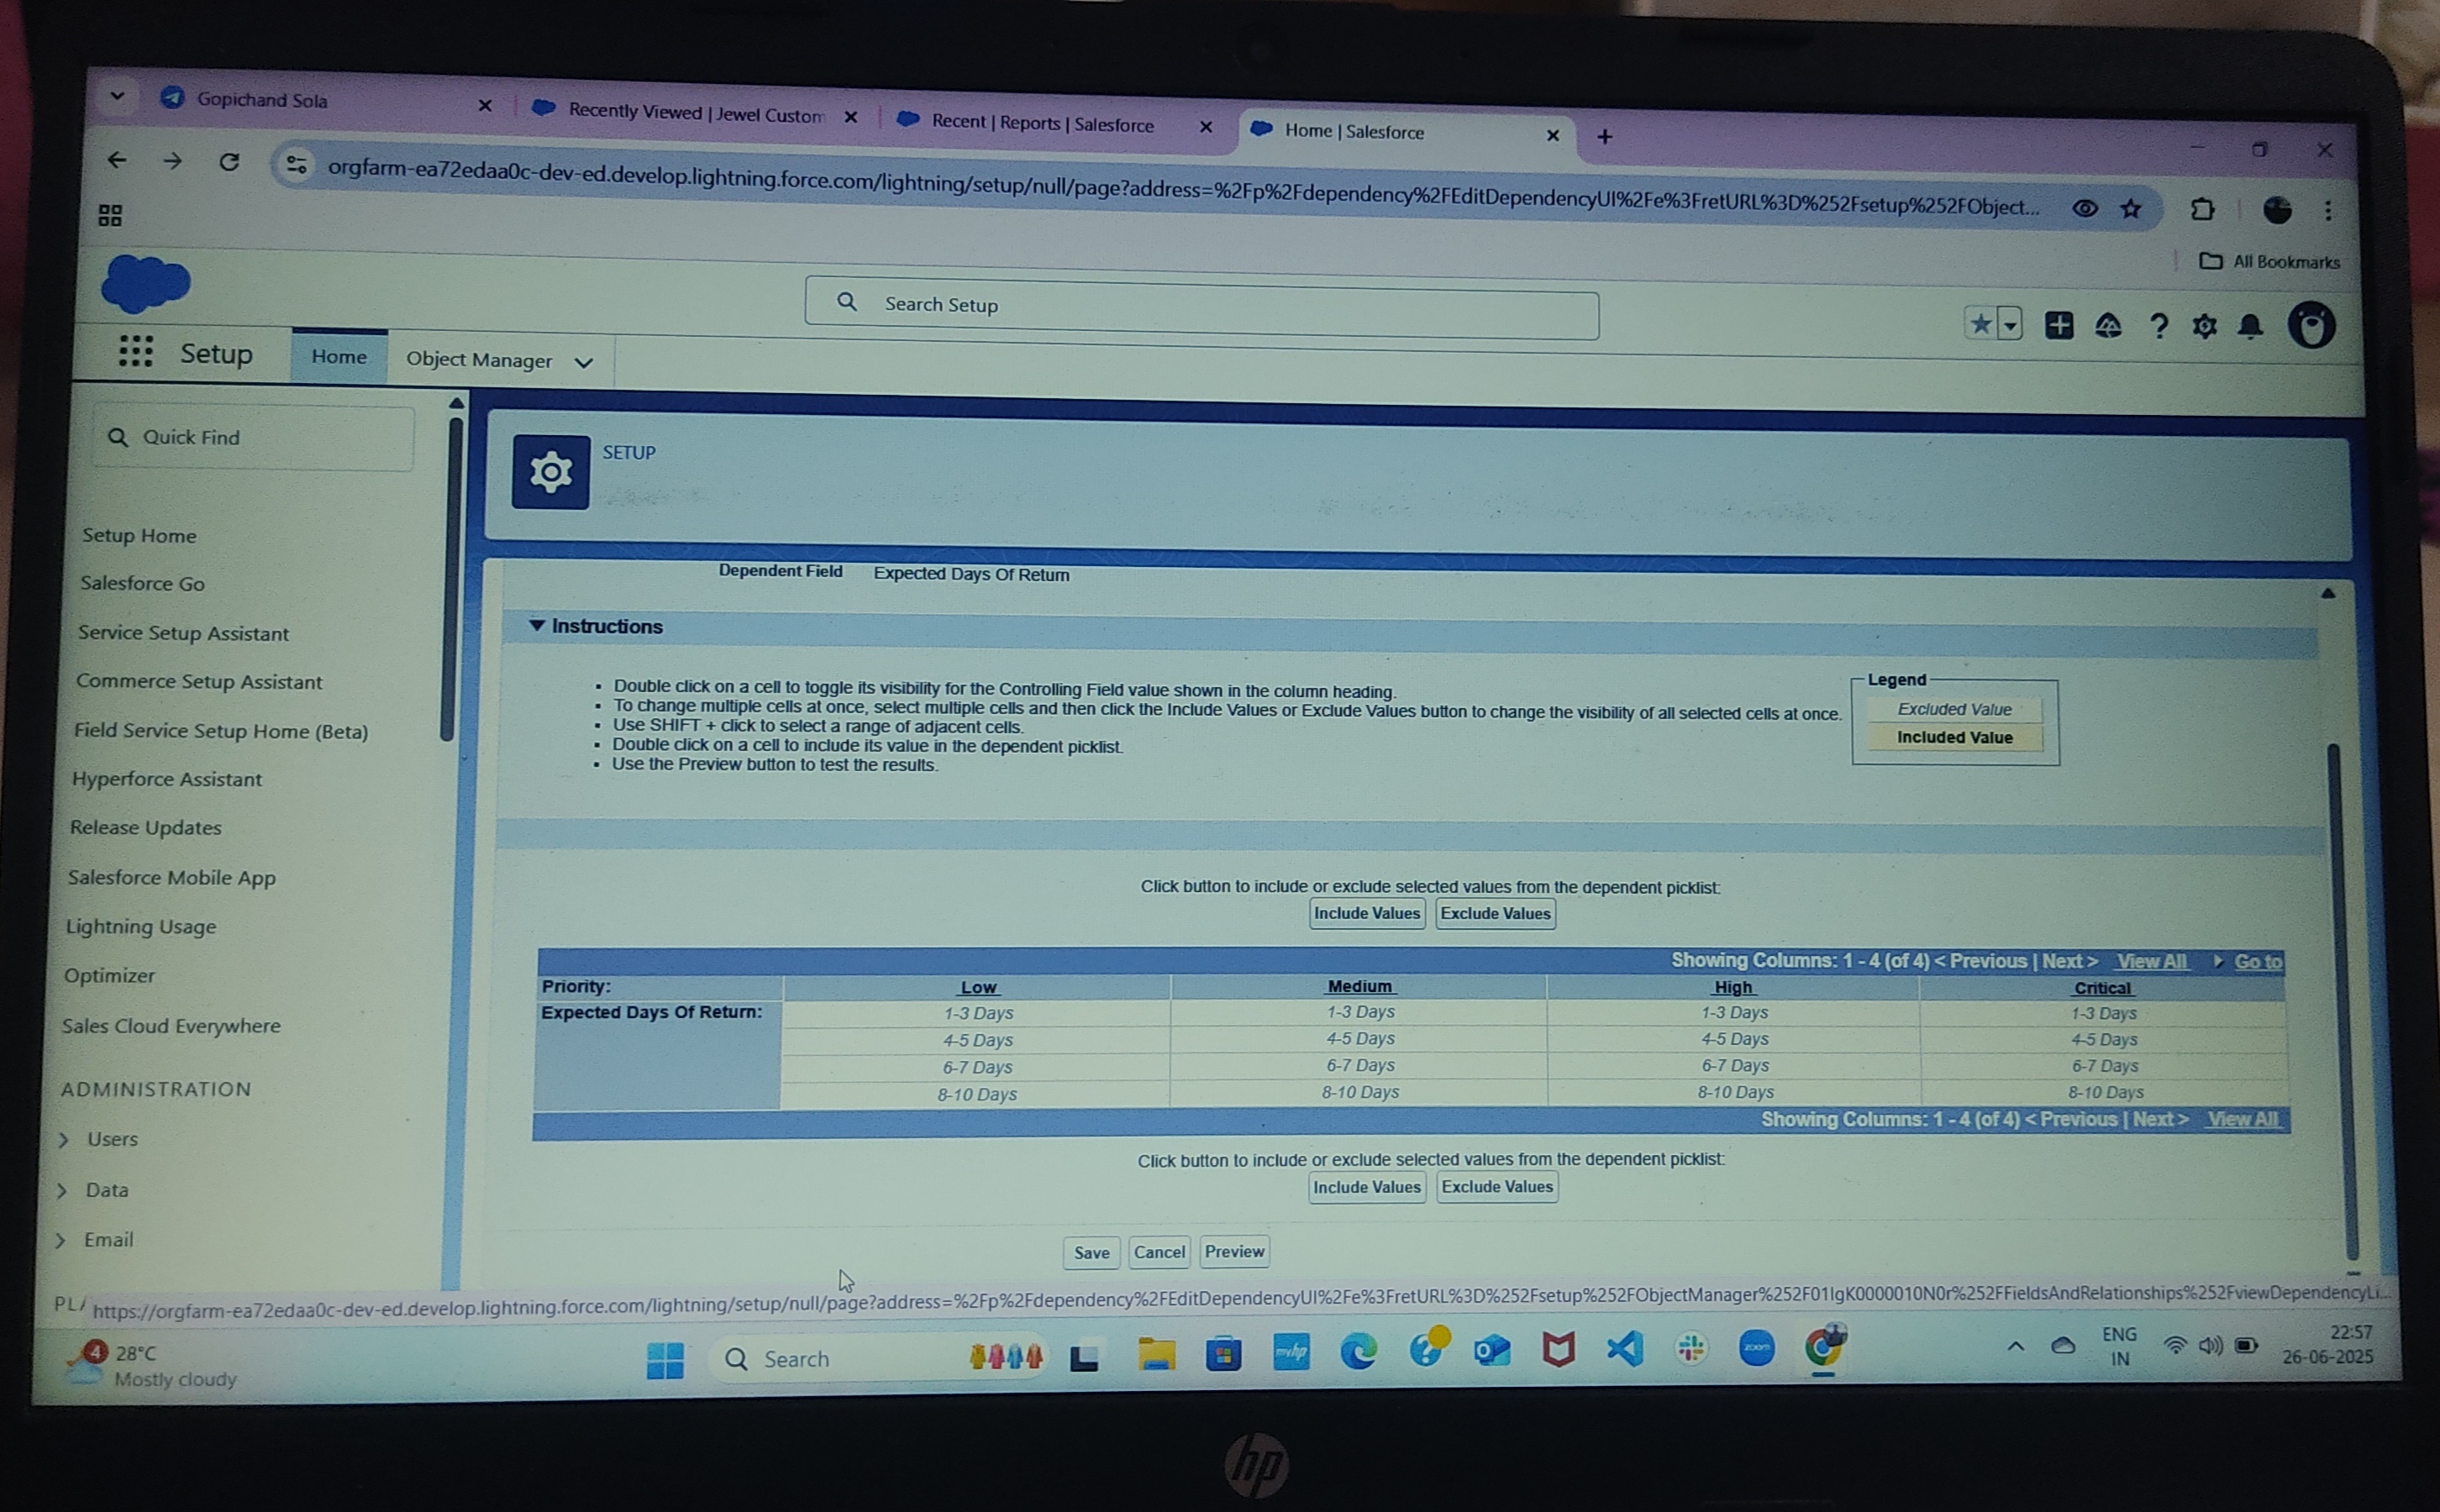 Gopichand Sola
Recently Viewed | Jewel Custom
Recent | Reports | Salesforce
Home | Salesforce
orgfarm-ea72edaa0c-dev-ed.develop.lightning.force.com/lightning/setup/null/page?address=%2Fp%2Fdependency%2FEditDependencyUI%2Fe%3FretURL%3D%252Fsetup%252FObject...
All Bookmarks
Search Setup
Setup
Home
Object Manager
Quick Find
SETUP
Setup Home
Salesforce Go
Service Setup Assistant
Commerce Setup Assistant
Field Service Setup Home (Beta)
Hyperforce Assistant
Release Updates
Salesforce Mobile App
Lightning Usage
Optimizer
Sales Cloud Everywhere
ADMINISTRATION
Users
Data
Email
PLA
Dependent Field Expected Days Of Return
Instructions
Double click on a cell to toggle its visibility for the Controlling Field value shown in the column heading.
To change multiple cells at once, select multiple cells and then click the Include Values or Exclude Values button to change the visibility of all selected cells at once.
Use SHIFT + click to select a range of adjacent cells.
Double click on a cell to include its value in the dependent picklist.
Use the Preview button to test the results.
Legend
Excluded Value
Included Value
Click button to include or exclude selected values from the dependent picklist:
Include Values Exclude Values
Showing Columns: 1 - 4 (of 4) < Previous | Next > View All Go to
Priority: Low Medium High Critical
Expected Days Of Return: 1-3 Days 1-3 Days 1-3 Days 1-3 Days
4-5 Days 4-5 Days 4-5 Days 4-5 Days
6-7 Days 6-7 Days 6-7 Days 6-7 Days
8-10 Days 8-10 Days 8-10 Days 8-10 Days
Showing Columns: 1 - 4 (of 4) < Previous | Next > View All
Click button to include or exclude selected values from the dependent picklist:
Include Values Exclude Values
Save Cancel Preview
https://orgfarm-ea72edaa0c-dev-ed.develop.lightning.force.com/lightning/setup/null/page?address=%2Fp%2Fdependency%2FEditDependencyUI%2Fe%3FretURL%3D%252Fsetup%252FObjectManager%252F01IgK0000010N0r%252FFieldsAndRelationships%252FviewDependencyLi...
4
28°C
Mostly cloudy
Search
myhp
zoom
ENG
IN
22:57
26-06-2025
hp